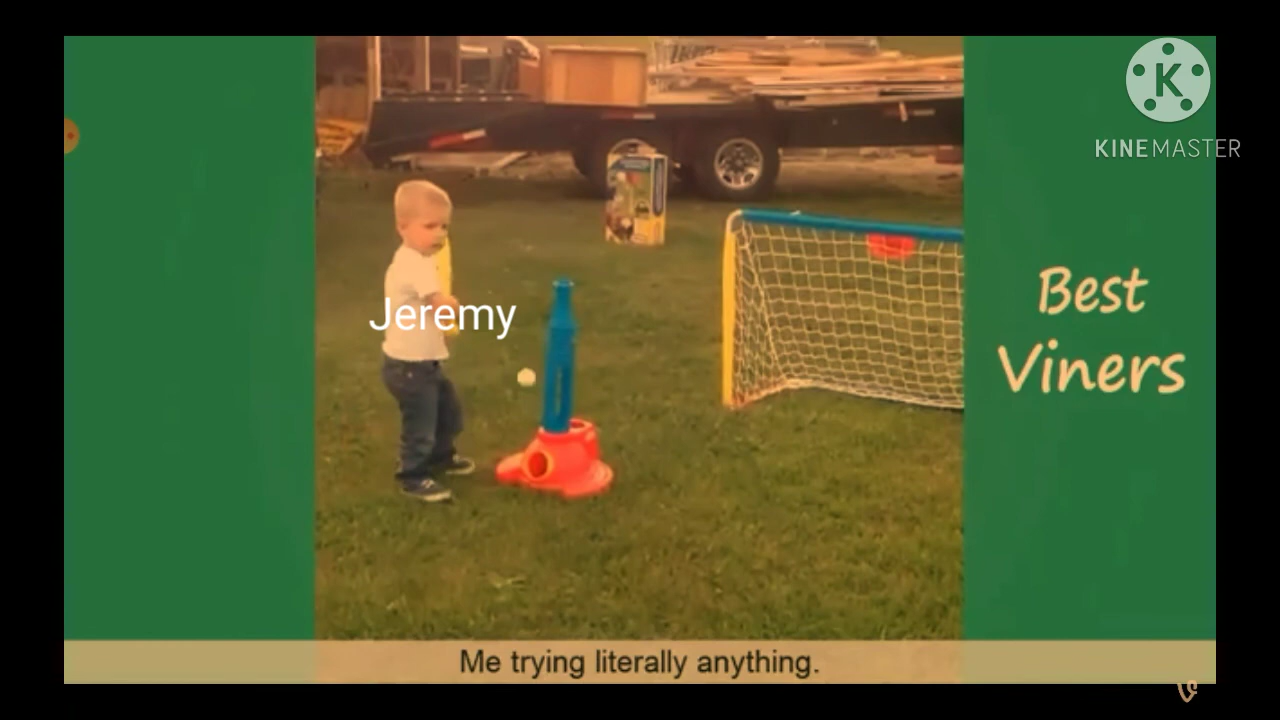 K
KINEMASTER
Jeremy
Best
Viners
Me trying literally anything.